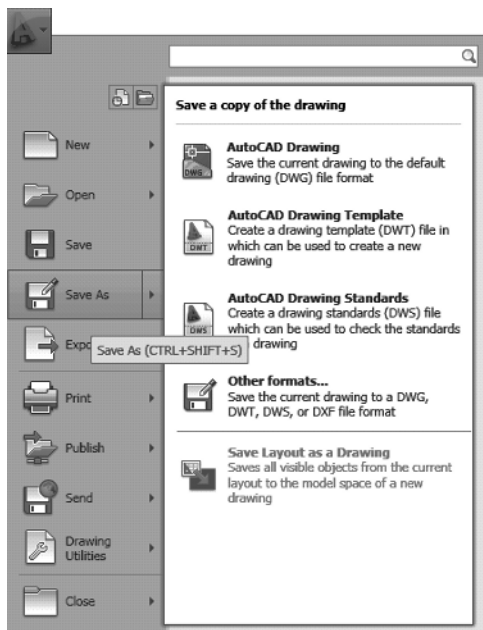 Save a copy of the drawing
New
Open
Save
Save As
Expo
Save As (CTRL+SHIFT+S)
Print
Publish
Send
Drawing
Utilities
Close
DWG
AutoCAD Drawing
Save the current drawing to the default
drawing (DWG) file format
DWT
AutoCAD Drawing Template
Create a drawing template (DWT) file in
which can be used to create a new
drawing
DWS
AutoCAD Drawing Standards
Create a drawing standards (DWS) file
which can be used to check the standards
drawing
Other formats...
Save the current drawing to a DWG,
DWT, DWS, or DXF file format
Save Layout as a Drawing
Saves all visible objects from the current
layout to the model space of a new
drawing